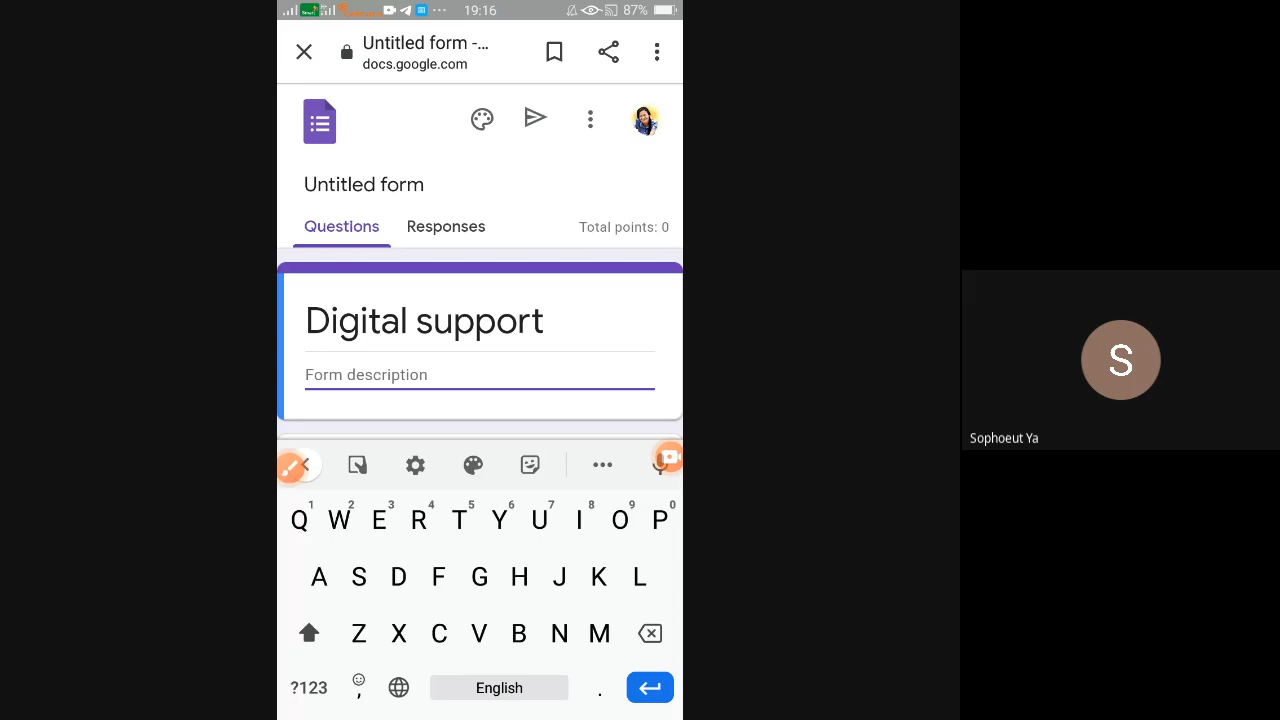 19:16
87%
Untitled form -...
docs.google.com
Untitled form
Questions Responses Total points: 0
Digital support
Form description
1 2 3 4 5 6 7 8 9 0
Q W E R T Y U I O P
A S D F G H J K L
Z X C V B N M
?123 , English .
S
Sophoeut Ya